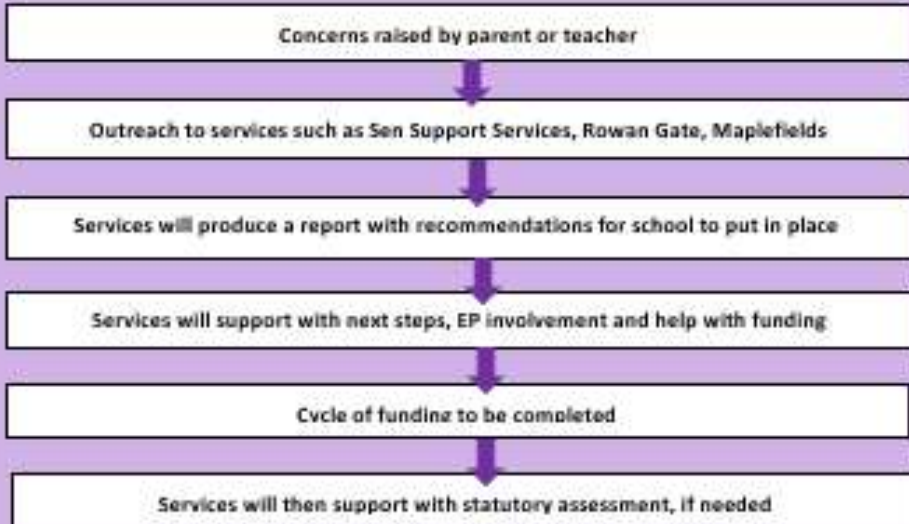 Concerns raised by parent or teacher
Outreach to services such as Sen Support Services, Rowan Gate, Maplefields
Services will produce a report with recommendations for school to put in place
Services will support with next steps, EP involvement and help with funding
Cycle of funding to be completed
Services will then support with statutory assessment, if needed